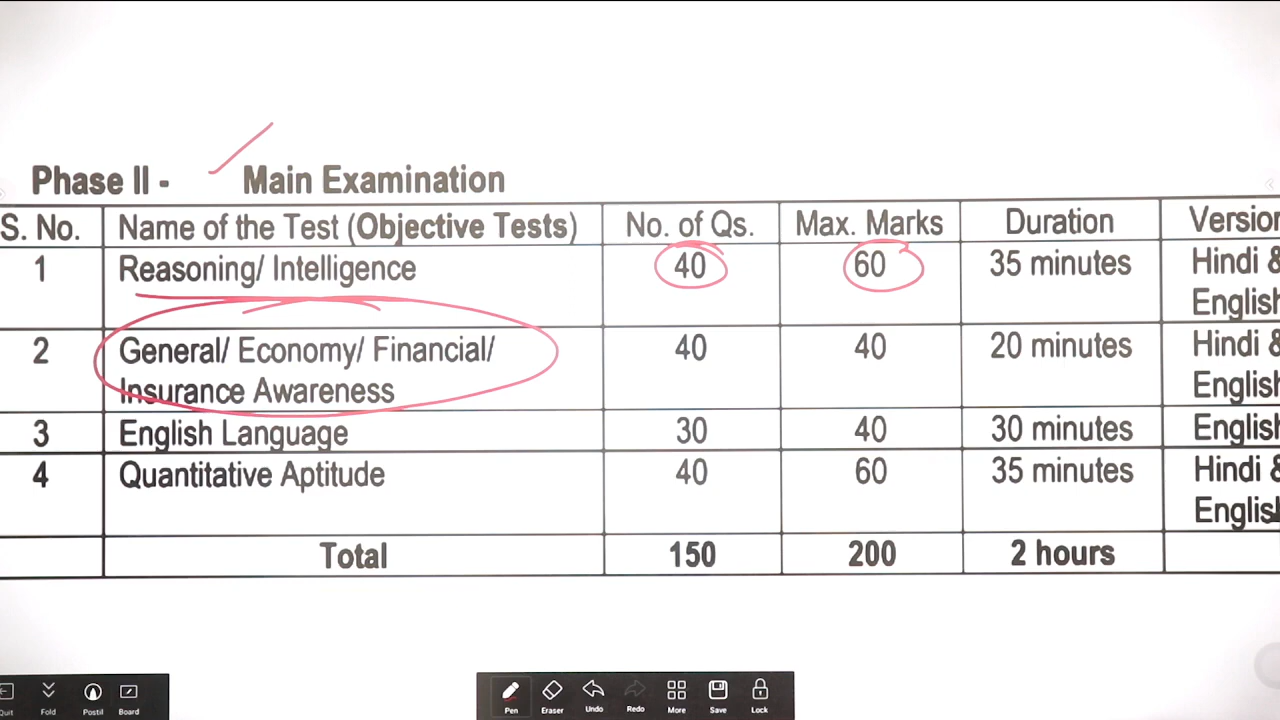 Phase II - Main Examination
S. No. Name of the Test (Objective Tests) No. of Qs. Max. Marks Duration Version
1 Reasoning/ Intelligence 40 60 35 minutes Hindi &
English
2 General/ Economy/ Financial/ 40 40 20 minutes Hindi &
Insurance Awareness English
3 English Language 30 40 30 minutes English
4 Quantitative Aptitude 40 60 35 minutes Hindi &
English
Total 150 200 2 hours
Quit Fold Postil Board Pen Eraser Undo Redo More Save Lock